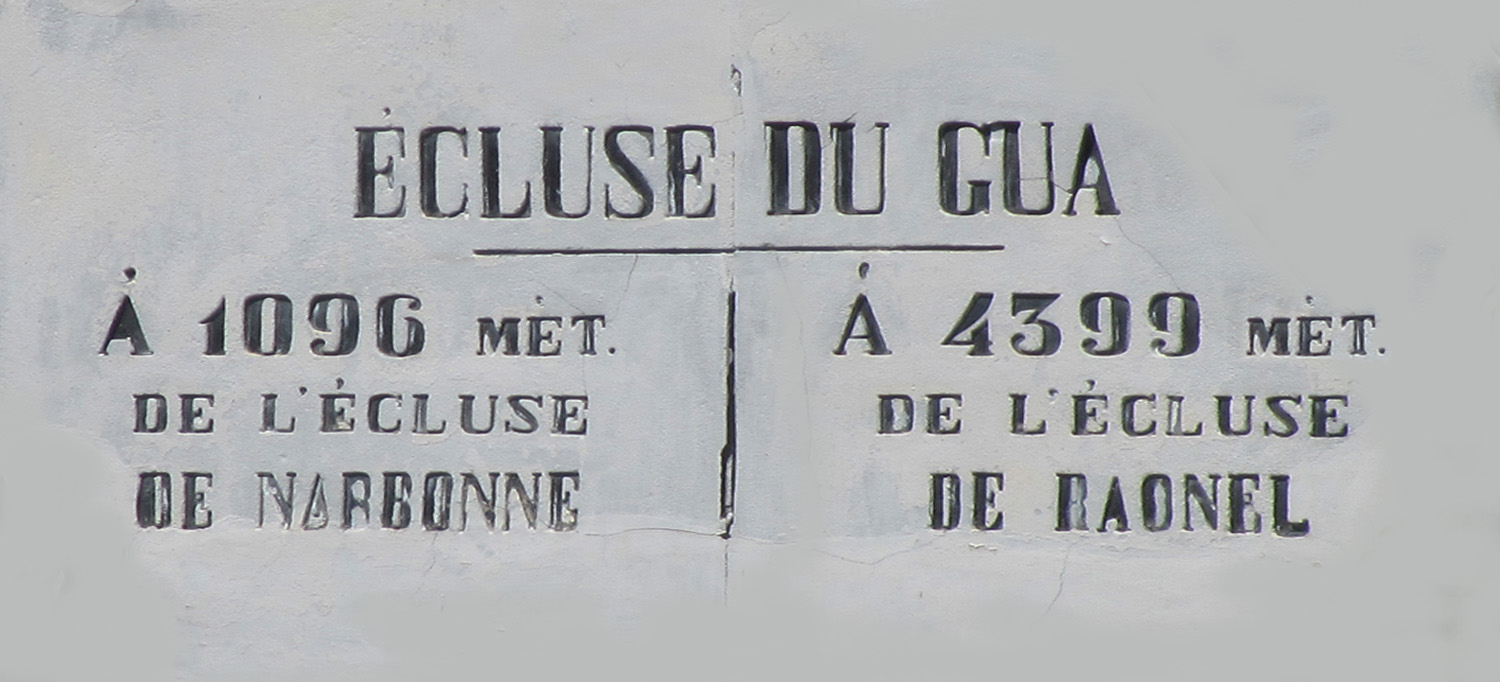 ÉCLUSE DU GUA
À 1096 MÈT.
DE L'ÉCLUSE
DE NARBONNE
À 4399 MÈT.
DE L'ÉCLUSE
DE RAONEL